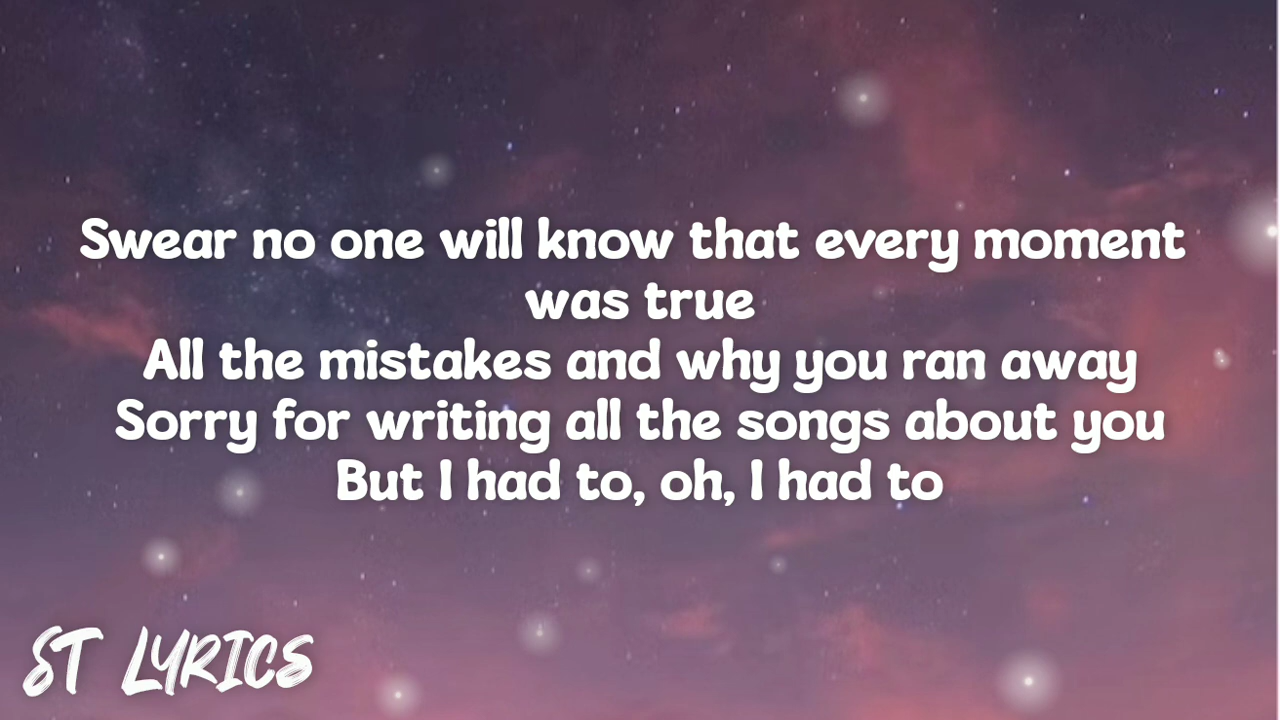 Swear no one will know that every moment
was true
All the mistakes and why you ran away
Sorry for writing all the songs about you
But I had to, oh, I had to
ST LYRICS